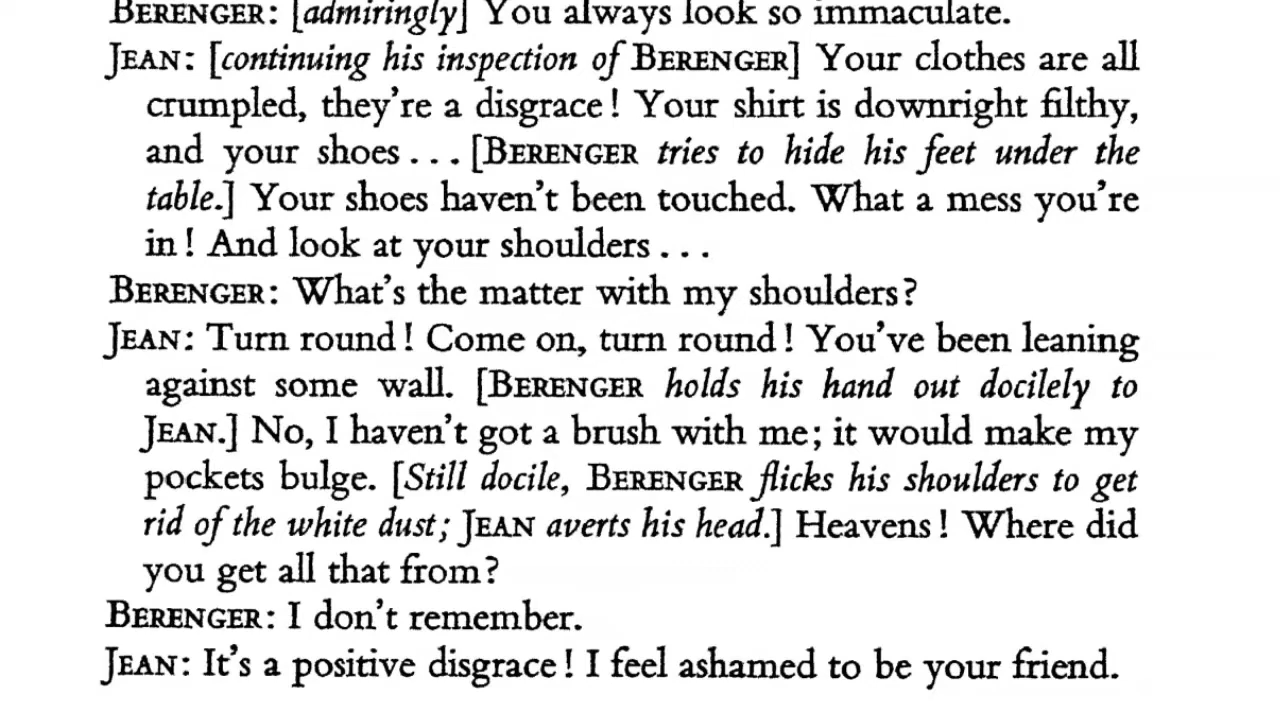 BERENGER: [admiringly] You always look so immaculate.
JEAN: [continuing his inspection of BERENGER] Your clothes are all
crumpled, they're a disgrace! Your shirt is downright filthy,
and your shoes... [BERENGER tries to hide his feet under the
table.] Your shoes haven't been touched. What a mess you're
in! And look at your shoulders...
BERENGER: What's the matter with my shoulders?
JEAN: Turn round! Come on, turn round! You've been leaning
against some wall. [BERENGER holds his hand out docilely to
JEAN.] No, I haven't got a brush with me; it would make my
pockets bulge. [Still docile, BERENGER flicks his shoulders to get
rid of the white dust; JEAN averts his head.] Heavens! Where did
you get all that from?
BERENGER: I don't remember.
JEAN: It's a positive disgrace! I feel ashamed to be your friend.